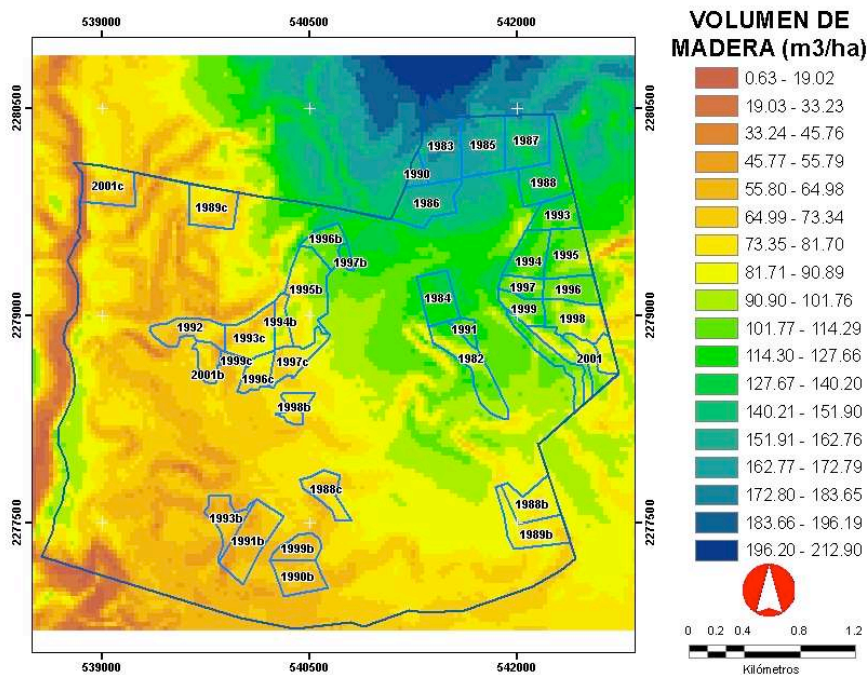 539000 540500 542000
VOLUMEN DE
MADERA (m3/ha)
0.63 - 19.02
19.03 - 33.23
33.24 - 45.76
45.77 - 55.79
55.80 - 64.98
64.99 - 73.34
73.35 - 81.70
81.71 - 90.89
90.90 - 101.76
101.77 - 114.29
114.30 - 127.66
127.67 - 140.20
140.21 - 151.90
151.91 - 162.76
162.77 - 172.79
172.80 - 183.65
183.66 - 196.19
196.20 - 212.90
2280500 2280500
1983 1985 1987
1990
1988
2001c
1986
1989c
1993
1996b
1995
1994
1997b
1995b
1997 1996
1984
2279000 2279000
1999
1998
1994b
1992
1991
1993c
1999c 1997c 1982 2001
2001b 1996c
1998b
1988c
1988b
2277500 2277500
1993b
1989b
1991b
1999b
1990b
0 0.2 0.4 0.8 1.2
Kilómetros
539000 540500 542000